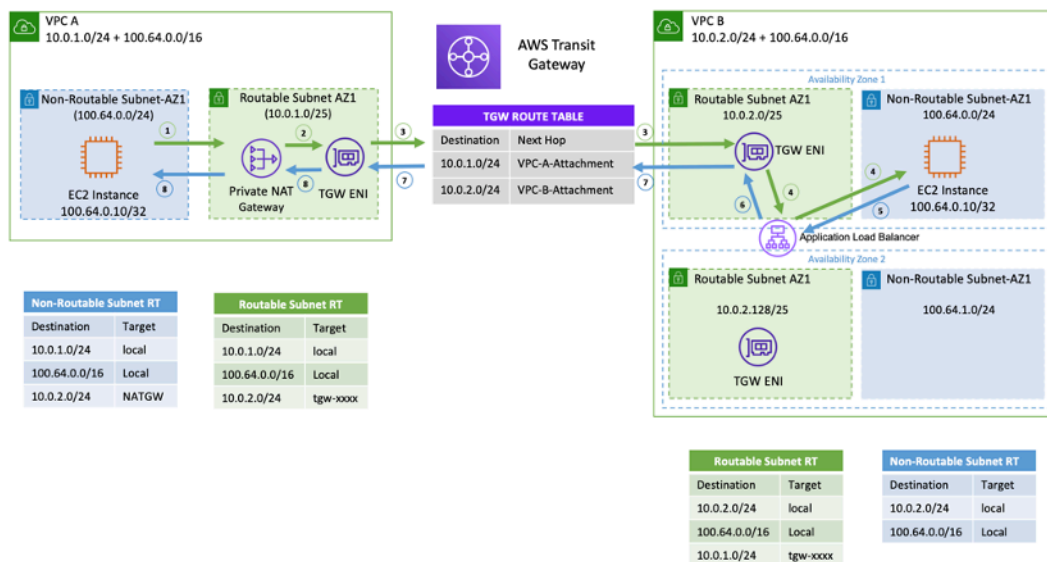 VPC A
10.0.1.0/24 + 100.64.0.0/16
Non-Routable Subnet-AZ1
(100.64.0.0/24)
1
EC2 Instance
100.64.0.10/32
8
Routable Subnet AZ1
(10.0.1.0/25)
2
Private NAT
Gateway
8
TGW ENI
3
7
AWS Transit
Gateway
TGW ROUTE TABLE
Destination Next Hop
10.0.1.0/24 VPC-A-Attachment
10.0.2.0/24 VPC-B-Attachment
3
7
VPC B
10.0.2.0/24 + 100.64.0.0/16
Availability Zone 1
Routable Subnet AZ1
10.0.2.0/25
TGW ENI
4
6
Non-Routable Subnet-AZ1
100.64.0.0/24
4
5
EC2 Instance
100.64.0.10/32
Application Load Balancer
Availability Zone 2
Routable Subnet AZ1
10.0.2.128/25
TGW ENI
Non-Routable Subnet-AZ1
100.64.1.0/24
Non-Routable Subnet RT
Destination Target
10.0.1.0/24 local
100.64.0.0/16 Local
10.0.2.0/24 NATGW
Routable Subnet RT
Destination Target
10.0.1.0/24 local
100.64.0.0/16 Local
10.0.2.0/24 tgw-xxxx
Routable Subnet RT
Destination Target
10.0.2.0/24 local
100.64.0.0/16 Local
10.0.1.0/24 tgw-xxxx
Non-Routable Subnet RT
Destination Target
10.0.2.0/24 local
100.64.0.0/16 Local